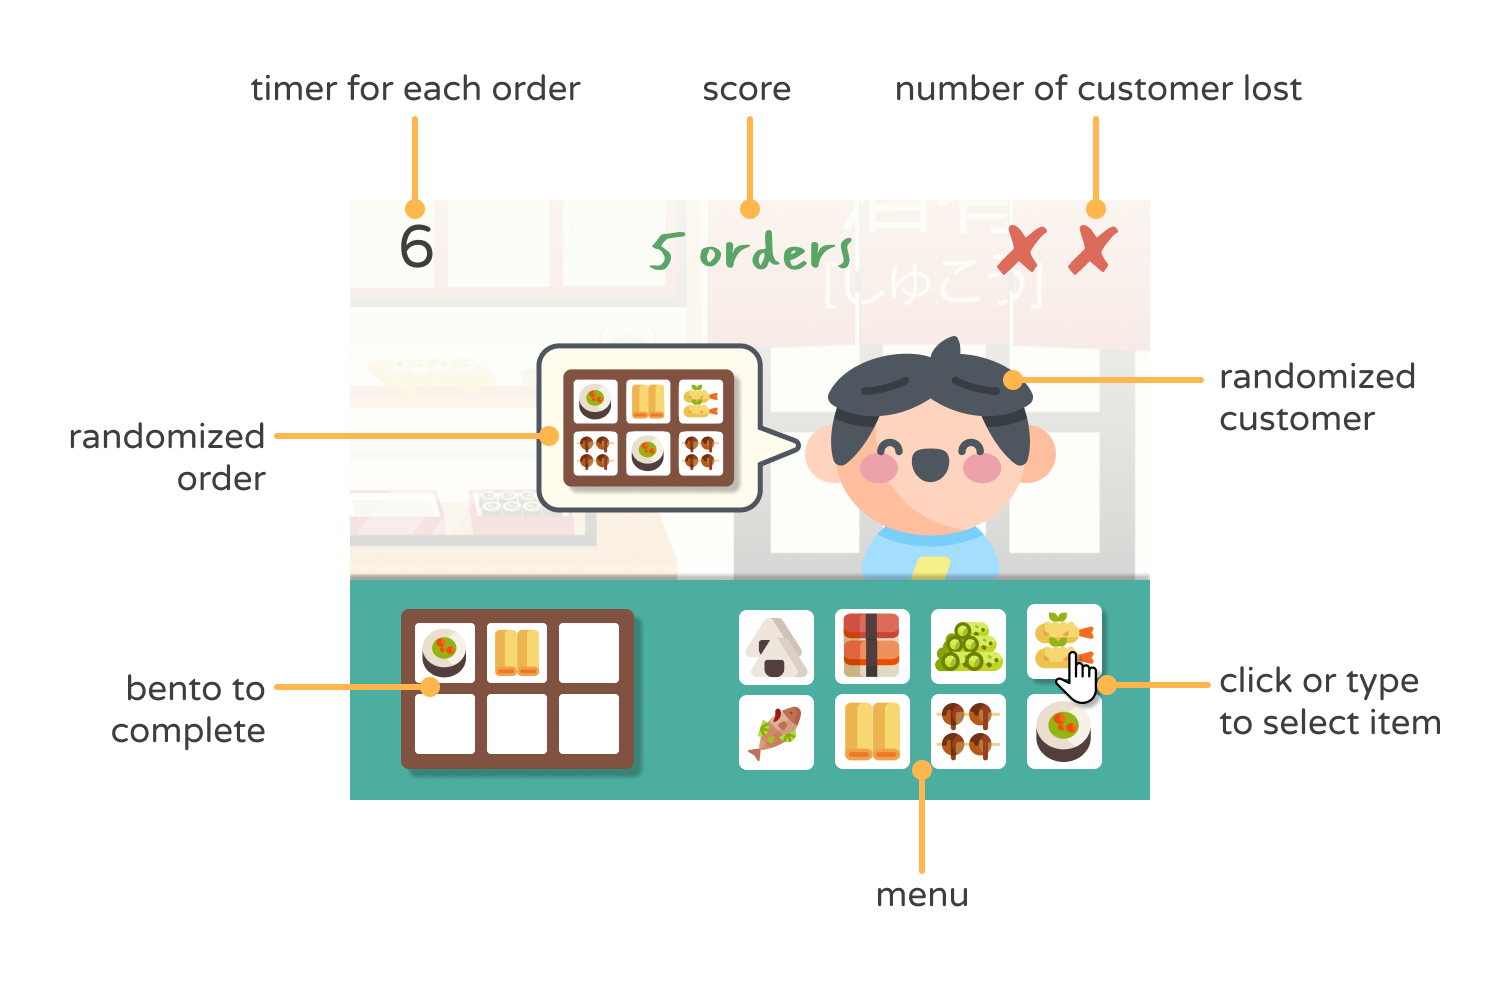 timer for each order
score
number of customer lost
6
5 orders
[しゅこう]
randomized
customer
randomized
order
bento to
complete
click or type
to select item
menu